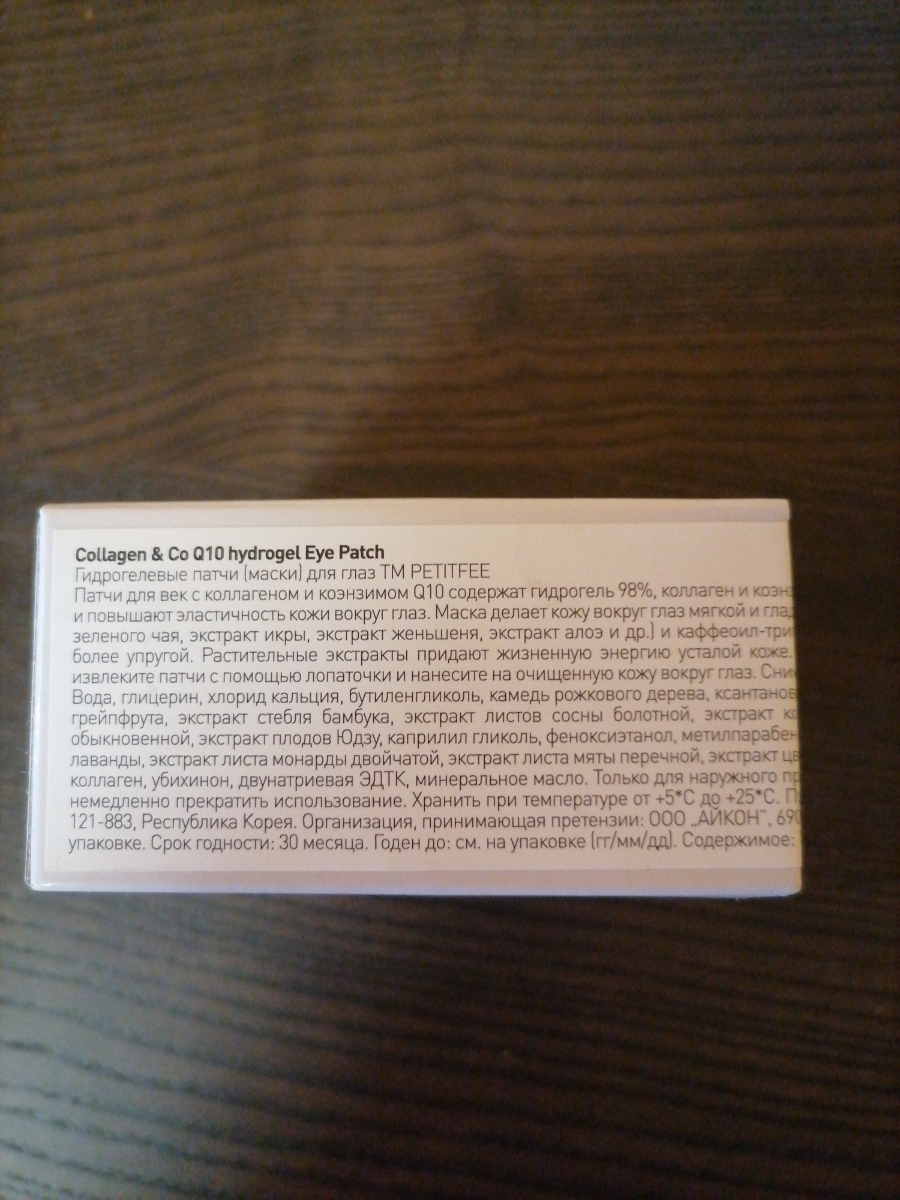 Collagen & Co Q10 hydrogel Eye Patch
Гидрогелевые патчи (маски) для глаз ТМ PETITFEE
Патчи для век с коллагеном и коэнзимом Q10 содержат гидрогель 98%, коллаген и коэнз
и повышают эластичность кожи вокруг глаз. Маска делает кожу вокруг глаз мягкой и глад
зеленого чая, экстракт икры, экстракт женьшеня, экстракт алоэ и др.) и каффеоил-три
более упругой. Растительные экстракты придают жизненную энергию усталой коже.
извлеките патчи с помощью лопаточки и нанесите на очищенную кожу вокруг глаз. Сни
Вода, глицерин, хлорид кальция, бутиленгликоль, камедь рожкового дерева, ксантанов
грейпфрута, экстракт стебля бамбука, экстракт листов сосны болотной, экстракт ко
обыкновенной, экстракт плодов Юдзу, каприлил гликоль, феноксиэтанол, метилпарабен
лаванды, экстракт листа монарды двойчатой, экстракт листа мяты перечной, экстракт цв
коллаген, убихинон, двунатриевая ЭДТК, минеральное масло. Только для наружного пр
немедленно прекратить использование. Хранить при температуре от +5*C до +25*C. П
121-883, Республика Корея. Организация, принимающая претензии: ООО „АЙКОН", 690
упаковке. Срок годности: 30 месяца. Годен до: см. на упаковке (гг/мм/дд). Содержимое: